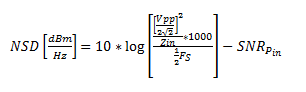 NSD [dBm/Hz] = 10 * log [ ( [Vpp/2√2]² / Zin * 1000 ) / ( ½ Fs ) ] − SNR_Pin